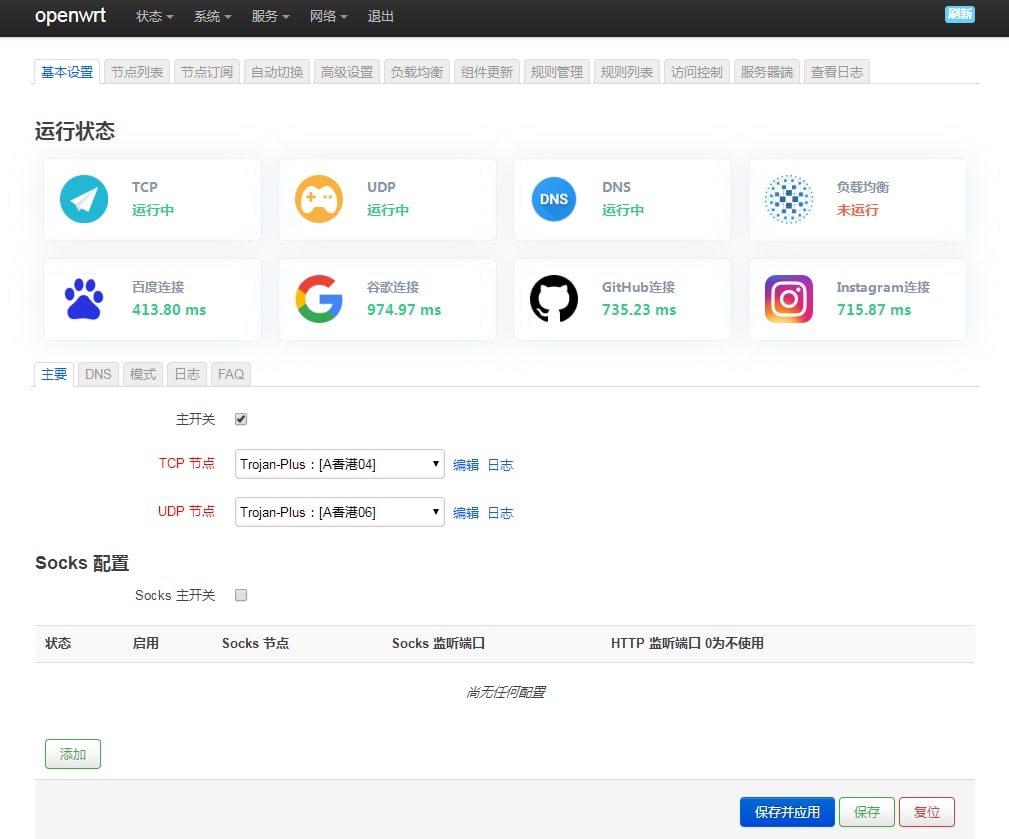 openwrt 状态 系统 服务 网络 退出 刷新
基本设置 节点列表 节点订阅 自动切换 高级设置 负载均衡 组件更新 规则管理 规则列表 访问控制 服务器端 查看日志
运行状态
TCP UDP DNS 负载均衡
运行中 运行中 DNS 运行中 未运行
百度连接 谷歌连接 GitHub连接 Instagram连接
413.80 ms 974.97 ms 735.23 ms 715.87 ms
主要 DNS 模式 日志 FAQ
主开关
TCP 节点 Trojan-Plus：[A香港04] 编辑 日志
UDP 节点 Trojan-Plus：[A香港06] 编辑 日志
Socks 配置
Socks 主开关
状态 启用 Socks 节点 Socks 监听端口 HTTP 监听端口 0为不使用
尚无任何配置
添加
保存并应用 保存 复位